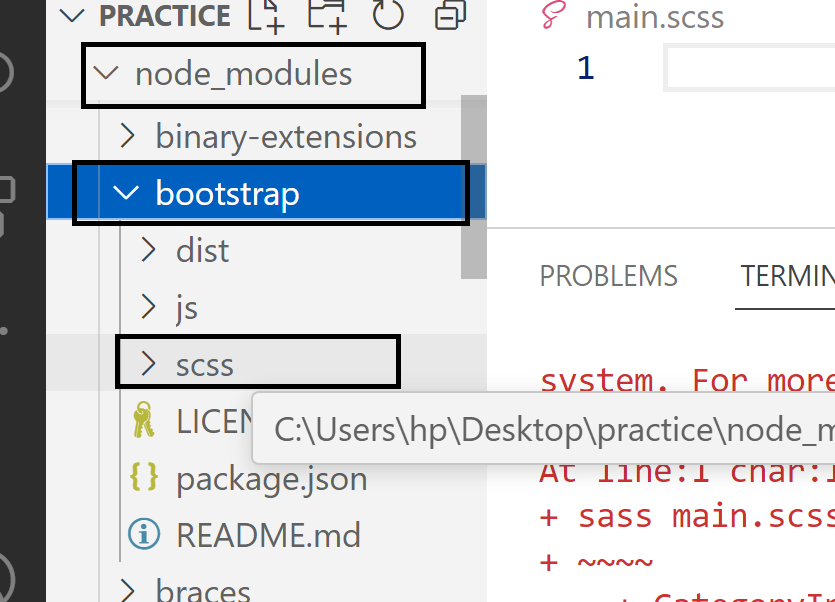 PRACTICE
node_modules
binary-extensions
bootstrap
dist
js
scss
LICEN
package.json
README.md
braces
main.scss
1
PROBLEMS TERMIN
system. For more
C:\Users\hp\Desktop\practice\node_m
At line:1 char:1
+ sass main.scss
+ ~~~~
+ CategoryIn